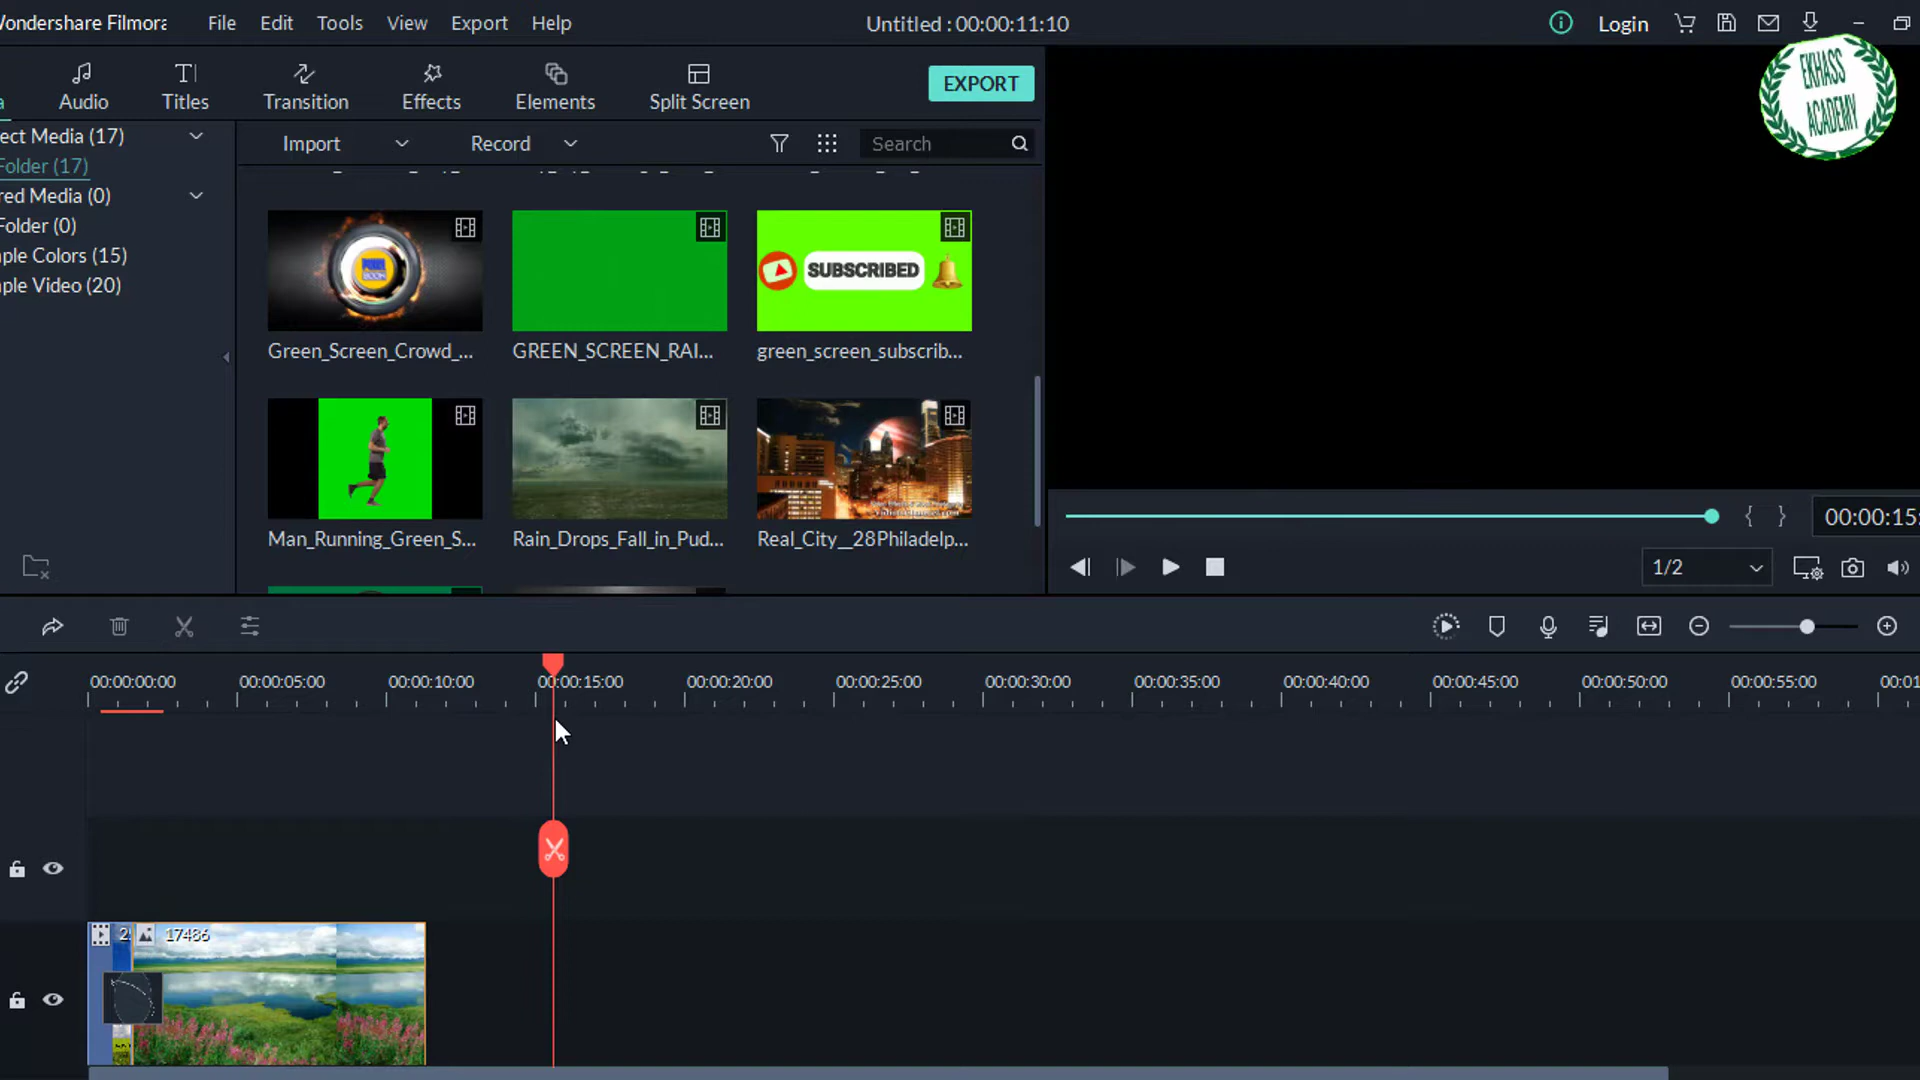 Wondershare Filmora File Edit Tools View Export Help Untitled : 00:00:11:10 Login
EKHASS
ACADEMY
Audio Titles Transition Effects Elements Split Screen EXPORT
ect Media (17)
Folder (17)
red Media (0)
Folder (0)
ple Colors (15)
ple Video (20)
Import Record Search
SUBSCRIBED
Green_Screen_Crowd_... GREEN_SCREEN_RAI... green_screen_subscrib...
Man_Running_Green_S... Rain_Drops_Fall_in_Pud... Real_City__28Philadelp...
{ } 00:00:15:
1/2
00:00:00:00 00:00:05:00 00:00:10:00 00:00:15:00 00:00:20:00 00:00:25:00 00:00:30:00 00:00:35:00 00:00:40:00 00:00:45:00 00:00:50:00 00:00:55:00 00:01
2 17486